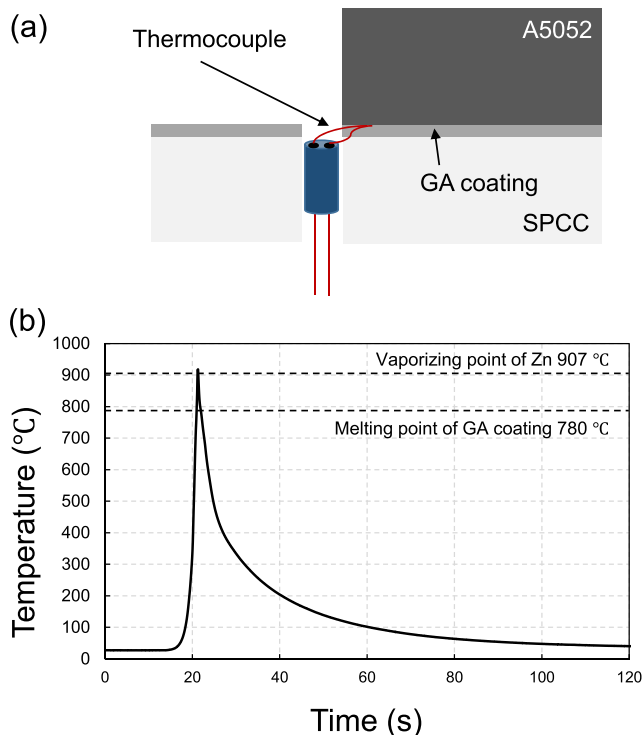 (a)
Thermocouple
A5052
GA coating
SPCC
(b)
1000
900
800
700
600
500
400
300
200
100
0
Temperature (℃)
Vaporizing point of Zn 907 ℃
Melting point of GA coating 780 ℃
0 20 40 60 80 100 120
Time (s)